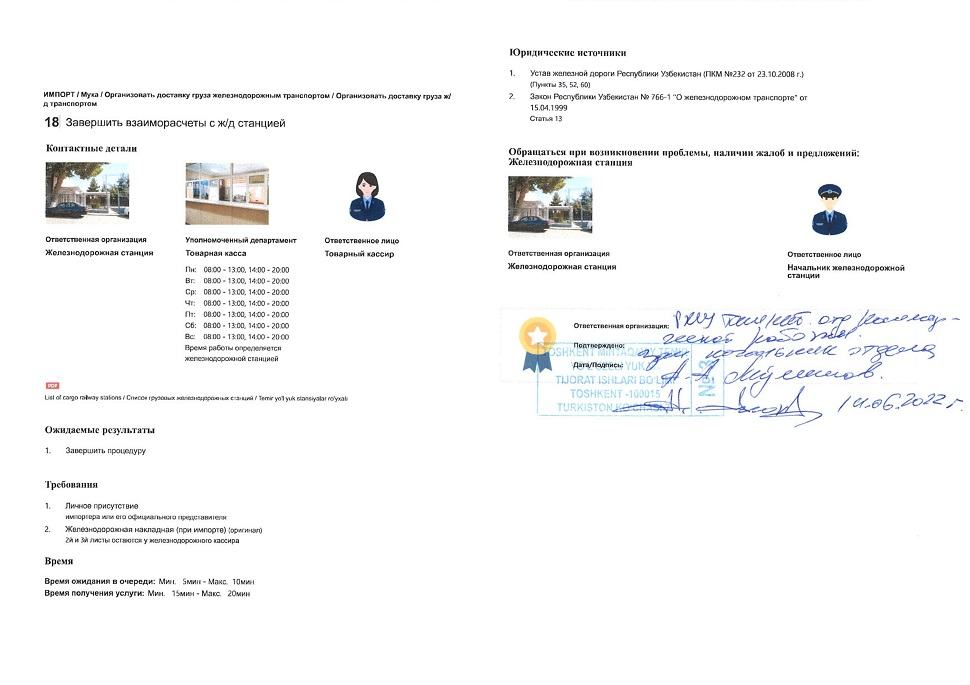 ИМПОРТ / Мука / Организовать доставку груза железнодорожным транспортом / Организовать доставку груза ж/
д транспортом
18 Завершить взаиморасчеты с ж/д станцией
Контактные детали
Ответственная организация
Железнодорожная станция
Уполномоченный департамент
Товарная касса
Пн: 08:00 - 13:00, 14:00 - 20:00
Вт: 08:00 - 13:00, 14:00 - 20:00
Ср: 08:00 - 13:00, 14:00 - 20:00
Чт: 08:00 - 13:00, 14:00 - 20:00
Пт: 08:00 - 13:00, 14:00 - 20:00
Сб: 08:00 - 13:00, 14:00 - 20:00
Вс: 08:00 - 13:00, 14:00 - 20:00
Время работы определяется
железнодорожной станцией
Ответственное лицо
Товарный кассир
PDF
List of cargo railway stations / Список грузовых железнодорожных станций / Temir yo'l yuk stansiyalar ro'yxati
Ожидаемые результаты
1. Завершить процедуру
Требования
1. Личное присутствие
импортера или его официального представителя
2. Железнодорожная накладная (при импорте) (оригинал)
2й и 3й листы остаются у железнодорожного кассира
Время
Время ожидания в очереди: Мин. 5мин - Макс. 10мин
Время получения услуги: Мин. 15мин - Макс. 20мин
Юридические источники
1. Устав железной дороги Республики Узбекистан (ПКМ №232 от 23.10.2008 г.)
(Пункты 35, 52, 60)
2. Закон Республики Узбекистан № 766-1 "О железнодорожном транспорте" от
15.04.1999
Статья 13
Обращаться при возникновении проблемы, наличии жалоб и предложений:
Железнодорожная станция
Ответственная организация
Железнодорожная станция
Ответственное лицо
Начальник железнодорожной
станции
Ответственная организация:
Подтверждено:
начальник отдела
Дата/Подпись:
14.06.2022 г.
TOSHKENT MINTAQAVIY TEMIR
TIJORAT ISHLARI BO'LIMI
TOSHKENT -100015
TURKISTON
№3